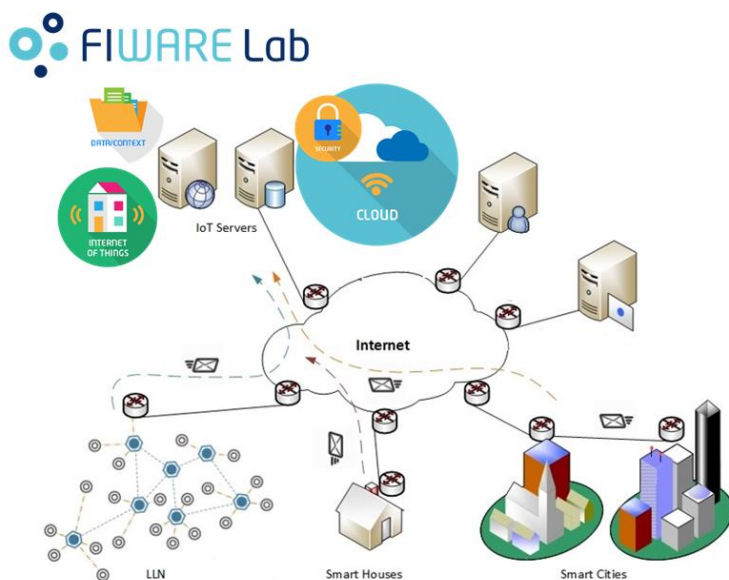 FIWARE Lab
DATA/CONTEXT
SECURITY
CLOUD
INTERNET
OF THINGS
IoT Servers
Internet
LLN
Smart Houses
Smart Cities